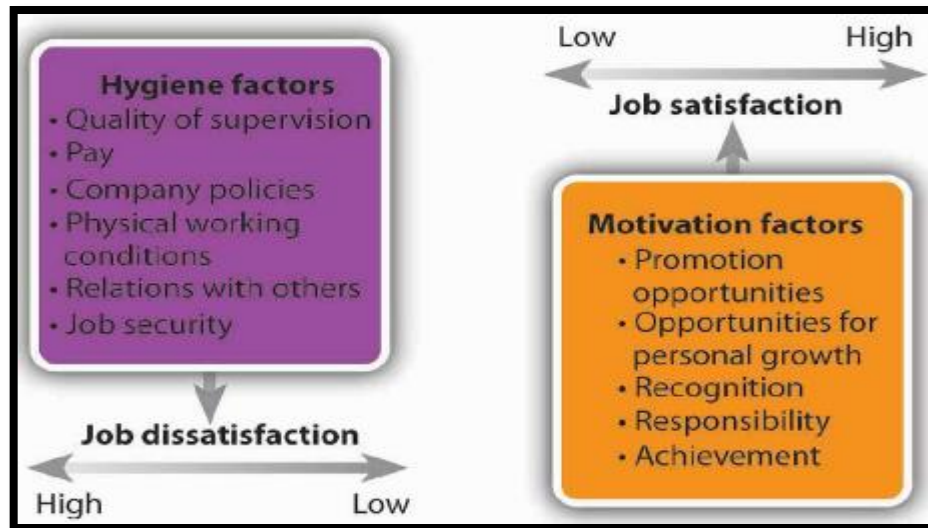 Hygiene factors
• Quality of supervision
• Pay
• Company policies
• Physical working
conditions
• Relations with others
• Job security
Job dissatisfaction
High Low
Low High
Job satisfaction
Motivation factors
• Promotion
opportunities
• Opportunities for
personal growth
• Recognition
• Responsibility
• Achievement